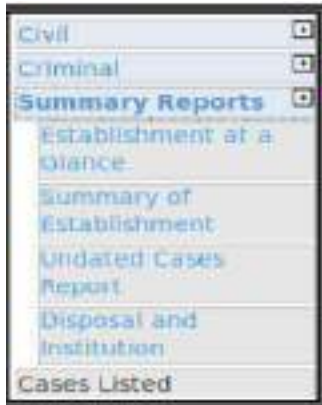 Civil
Criminal
Summary Reports
Establishment at a
Glance
Summary of
Establishment
Undated Cases
Report
Disposal and
Institution
Cases Listed